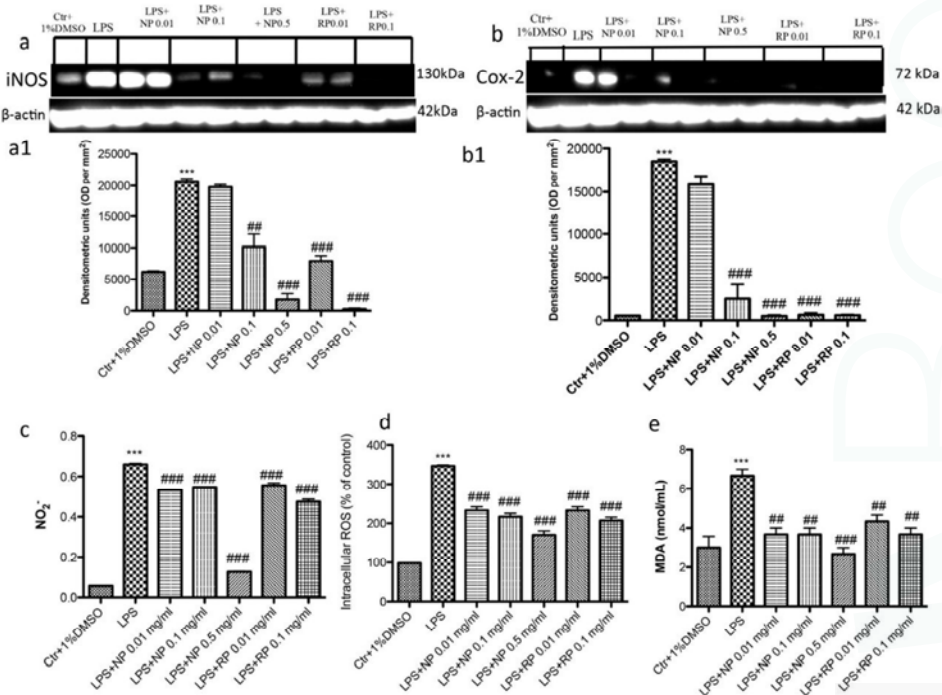 a
Ctr+
1%DMSO
LPS
LPS+
NP 0.01
LPS+
NP 0.1
LPS
+ NP0.5
LPS+
RP0.01
LPS+
RP0.1
iNOS
130kDa
β-actin
42kDa
b
Ctr+
1%DMSO
LPS
LPS+
NP 0.01
LPS+
NP 0.1
LPS+
NP 0.5
LPS+
RP 0.01
LPS+
RP 0.1
Cox-2
72 kDa
β-actin
42 kDa
a1
Densitometric units (OD per mm²)
25000
20000
15000
10000
5000
0
***
##
###
###
###
Ctr+1%DMSO
LPS
LPS+NP 0.01
LPS+NP 0.1
LPS+NP 0.5
LPS+RP 0.01
LPS+RP 0.1
b1
Densitometric units (OD per mm²)
20000
15000
10000
5000
0
***
###
###
###
###
Ctr+1%DMSO
LPS
LPS+NP 0.01
LPS+NP 0.1
LPS+NP 0.5
LPS+RP 0.01
LPS+RP 0.1
c
NO₂⁻
0.8
0.6
0.4
0.2
0.0
***
###
###
###
###
###
Ctr+1%DMSO
LPS
LPS+NP 0.01 mg/ml
LPS+NP 0.1 mg/ml
LPS+NP 0.5 mg/ml
LPS+RP 0.01 mg/ml
LPS+RP 0.1 mg/ml
d
Intracellular ROS (% of control)
400
300
200
100
0
***
###
###
###
###
###
Ctr+1%DMSO
LPS
LPS+NP 0.01 mg/ml
LPS+NP 0.1 mg/ml
LPS+NP 0.5 mg/ml
LPS+RP 0.01 mg/ml
LPS+RP 0.1 mg/ml
e
MDA (nmol/mL)
8
6
4
2
0
***
##
##
###
##
##
Ctr+1%DMSO
LPS
LPS+NP 0.01 mg/ml
LPS+NP 0.1 mg/ml
LPS+NP 0.5 mg/ml
LPS+RP 0.01 mg/ml
LPS+RP 0.1 mg/ml